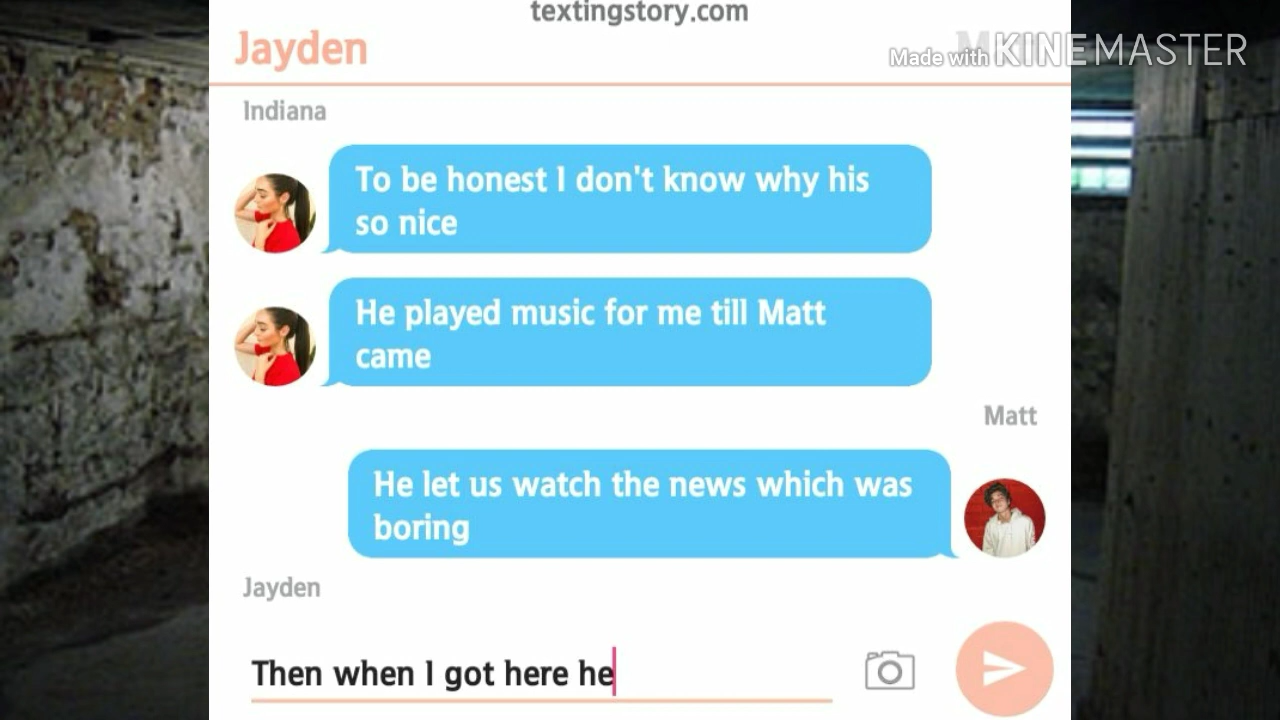 textingstory.com
Jayden
Made with KINEMASTER
Indiana
To be honest I don't know why his
so nice
He played music for me till Matt
came
Matt
He let us watch the news which was
boring
Jayden
Then when I got here he